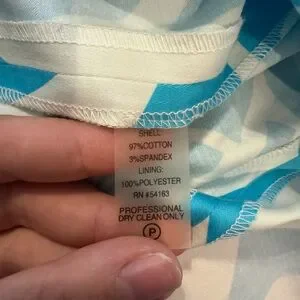 SHELL:
97%COTTON
3%SPANDEX
LINING:
100%POLYESTER
RN #54163
PROFESSIONAL
DRY CLEAN ONLY
P